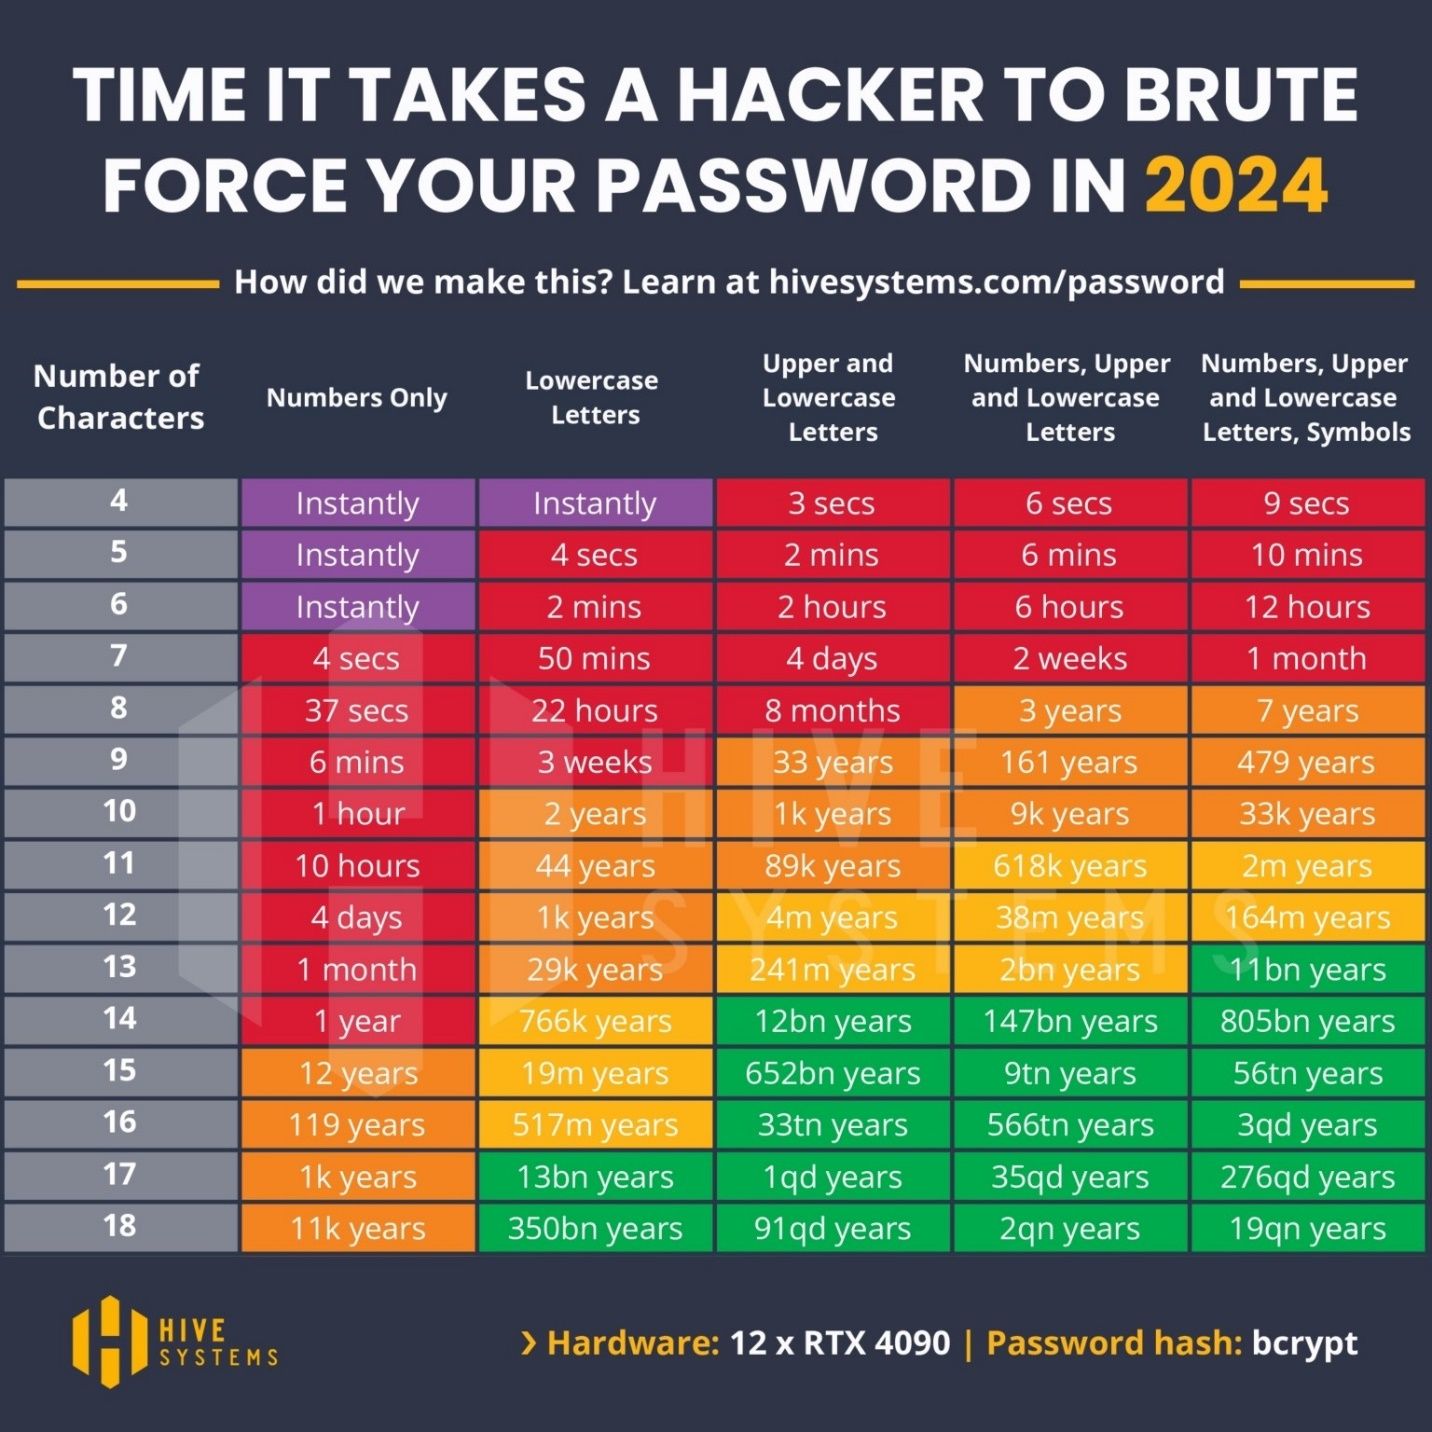 TIME IT TAKES A HACKER TO BRUTE
FORCE YOUR PASSWORD IN 2024
How did we make this? Learn at hivesystems.com/password
Number of Characters | Numbers Only | Lowercase Letters | Upper and Lowercase Letters | Numbers, Upper and Lowercase Letters | Numbers, Upper and Lowercase Letters, Symbols
4 | Instantly | Instantly | 3 secs | 6 secs | 9 secs
5 | Instantly | 4 secs | 2 mins | 6 mins | 10 mins
6 | Instantly | 2 mins | 2 hours | 6 hours | 12 hours
7 | 4 secs | 50 mins | 4 days | 2 weeks | 1 month
8 | 37 secs | 22 hours | 8 months | 3 years | 7 years
9 | 6 mins | 3 weeks | 33 years | 161 years | 479 years
10 | 1 hour | 2 years | 1k years | 9k years | 33k years
11 | 10 hours | 44 years | 89k years | 618k years | 2m years
12 | 4 days | 1k years | 4m years | 38m years | 164m years
13 | 1 month | 29k years | 241m years | 2bn years | 11bn years
14 | 1 year | 766k years | 12bn years | 147bn years | 805bn years
15 | 12 years | 19m years | 652bn years | 9tn years | 56tn years
16 | 119 years | 517m years | 33tn years | 566tn years | 3qd years
17 | 1k years | 13bn years | 1qd years | 35qd years | 276qd years
18 | 11k years | 350bn years | 91qd years | 2qn years | 19qn years
HIVE
SYSTEMS
HIVE
SYSTEMS
› Hardware: 12 x RTX 4090 | Password hash: bcrypt